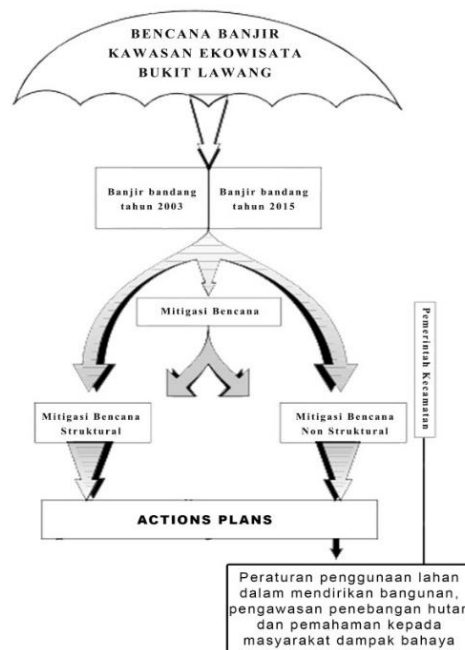 BENCANA BANJIR
KAWASAN EKOWISATA
BUKIT LAWANG
Banjir bandang
tahun 2003
Banjir bandang
tahun 2015
Mitigasi Bencana
Pemerintah Kecamatan
Mitigasi Bencana
Struktural
Mitigasi Bencana
Non Struktural
ACTIONS PLANS
Peraturan penggunaan lahan
dalam mendirikan bangunan,
pengawasan penebangan hutan
dan pemahaman kepada
masyarakat dampak bahaya